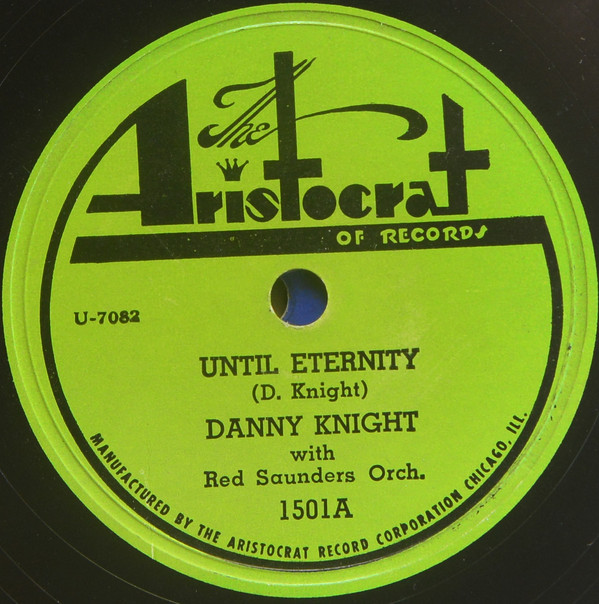 The
Aristocrat
OF RECORDS
U-7082
UNTIL ETERNITY
(D. Knight)
DANNY KNIGHT
with
Red Saunders Orch.
1501A
MANUFACTURED BY THE ARISTOCRAT RECORD CORPORATION CHICAGO, ILL.